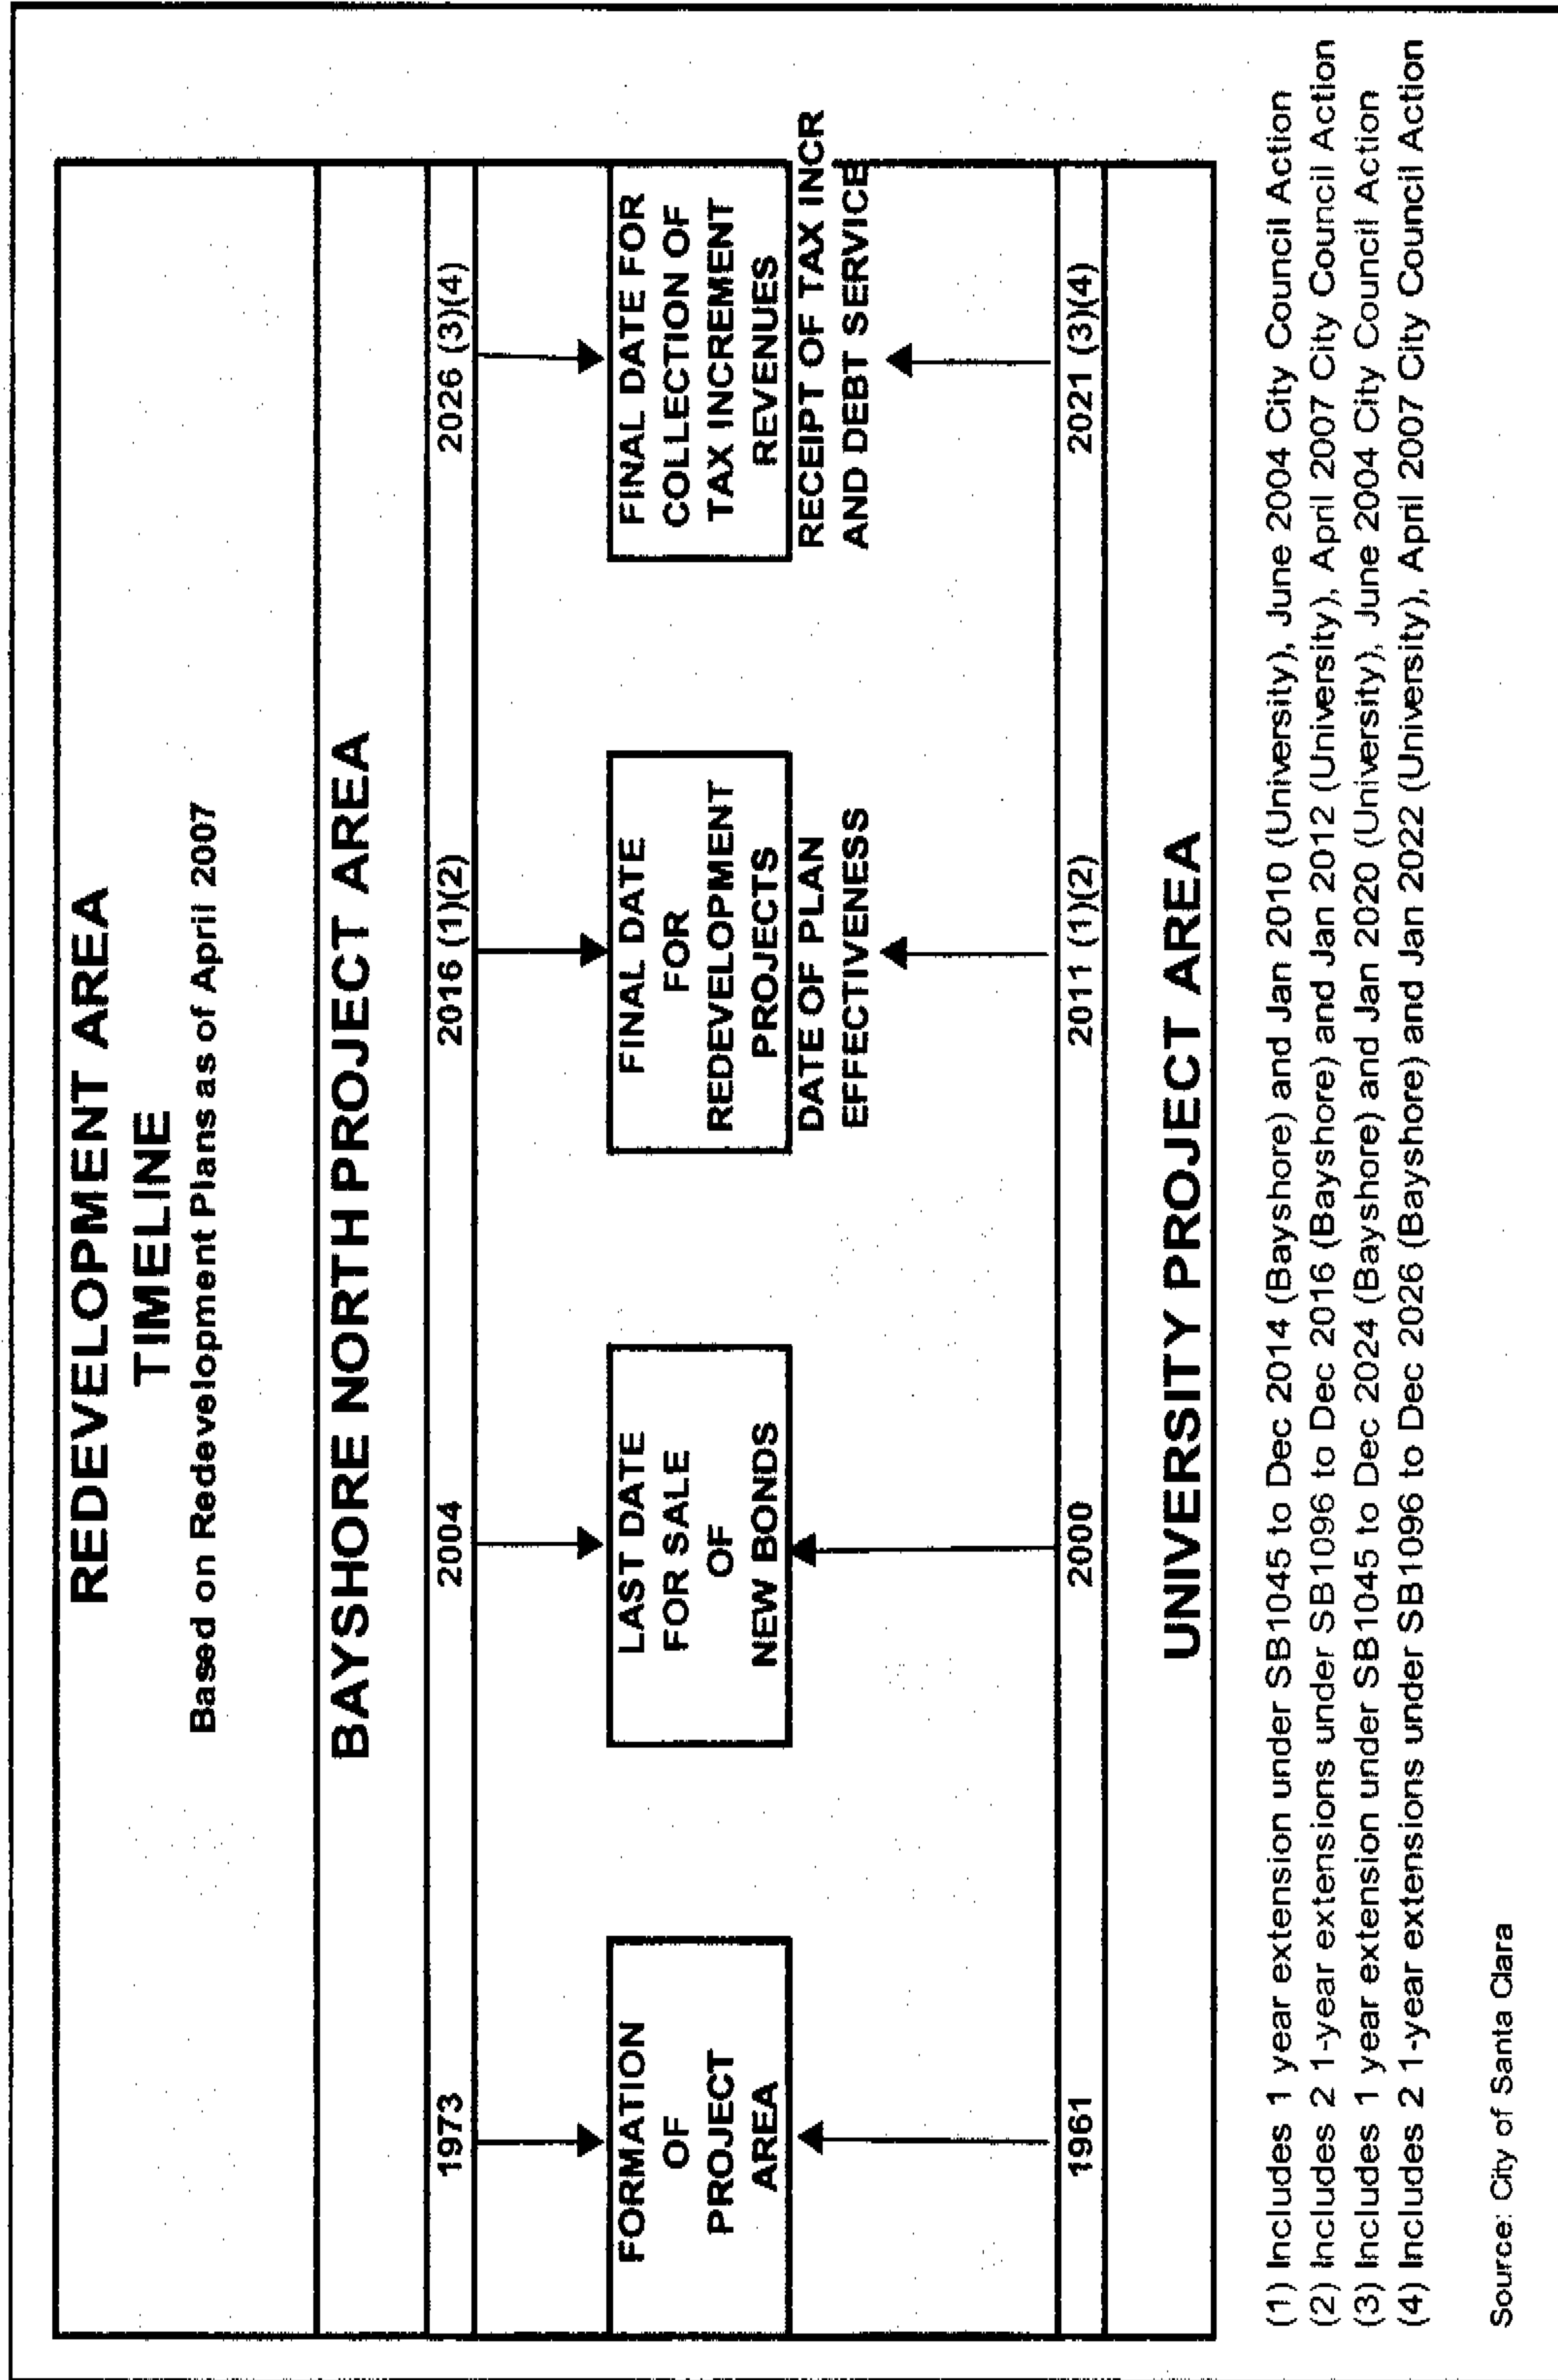 REDEVELOPMENT AREA
TIMELINE
Based on Redevelopment Plans as of April 2007
BAYSHORE NORTH PROJECT AREA
1973 2004 2016 (1)(2) 2026 (3)(4)
FORMATION
OF
PROJECT
AREA
LAST DATE
FOR SALE
OF
NEW BONDS
FINAL DATE
FOR
REDEVELOPMENT
PROJECTS
DATE OF PLAN
EFFECTIVENESS
FINAL DATE FOR
COLLECTION OF
TAX INCREMENT
REVENUES
RECEIPT OF TAX INCR
AND DEBT SERVICE
1961 2000 2011 (1)(2) 2021 (3)(4)
UNIVERSITY PROJECT AREA
(1) Includes 1 year extension under SB1045 to Dec 2014 (Bayshore) and Jan 2010 (University), June 2004 City Council Action
(2) Includes 2 1-year extensions under SB1096 to Dec 2016 (Bayshore) and Jan 2012 (University), April 2007 City Council Action
(3) Includes 1 year extension under SB1045 to Dec 2024 (Bayshore) and Jan 2020 (University), June 2004 City Council Action
(4) Includes 2 1-year extensions under SB1096 to Dec 2026 (Bayshore) and Jan 2022 (University), April 2007 City Council Action
Source: City of Santa Clara